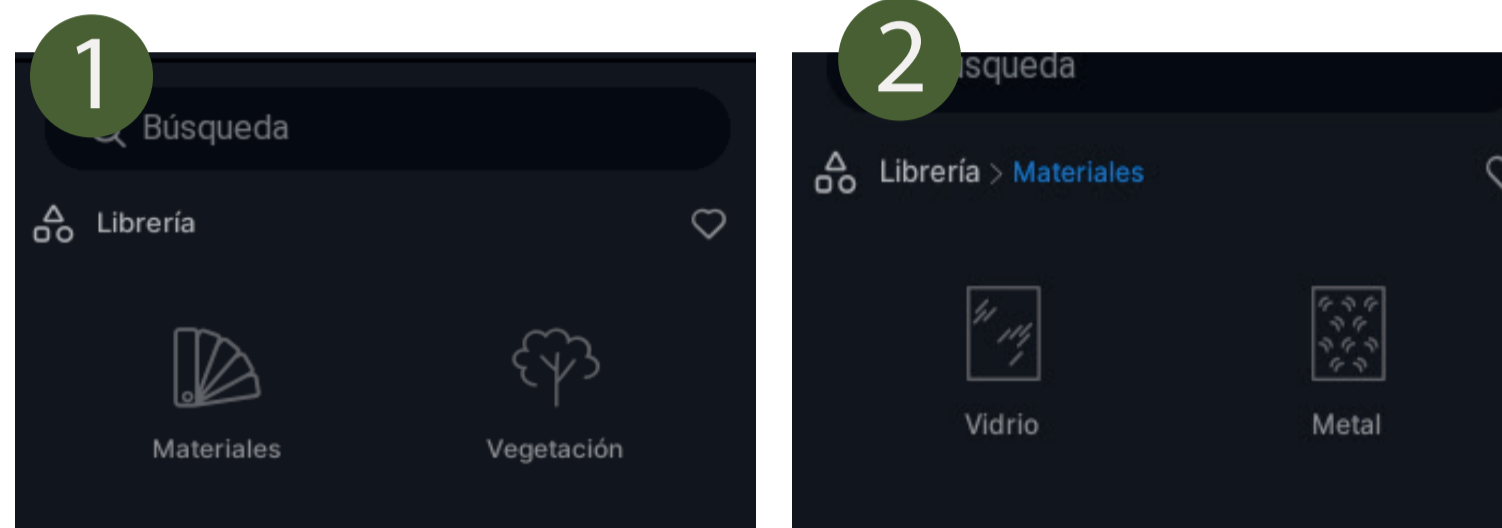 1
Búsqueda
Librería
Materiales
Vegetación
2
squeda
Librería > Materiales
Vidrio
Metal